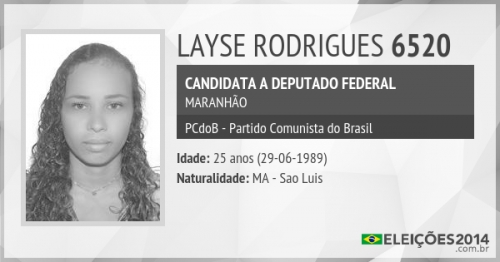 LAYSE RODRIGUES 6520
CANDIDATA A DEPUTADO FEDERAL
MARANHÃO
PCdoB - Partido Comunista do Brasil
Idade: 25 anos (29-06-1989)
Naturalidade: MA - Sao Luis
ELEIÇÕES2014
.com.br